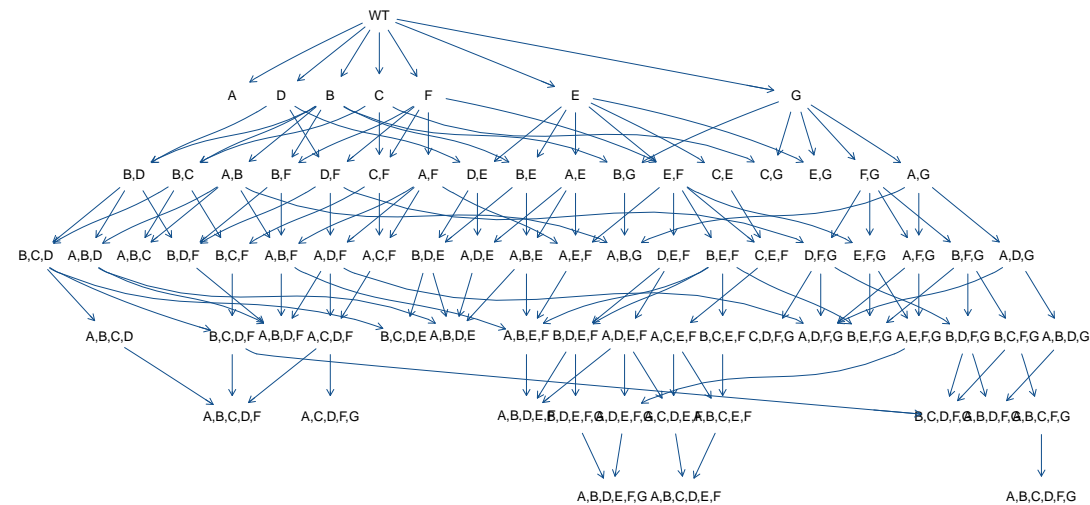 WT
A D B C F E G
B,D B,C A,B B,F D,F C,F A,F D,E B,E A,E B,G E,F C,E C,G E,G F,G A,G
B,C,D A,B,D A,B,C B,D,F B,C,F A,B,F A,D,F A,C,F B,D,E A,D,E A,B,E A,E,F A,B,G D,E,F B,E,F C,E,F D,F,G E,F,G A,F,G B,F,G A,D,G
A,B,C,D B,C,D,F A,B,D,F A,C,D,F B,C,D,E A,B,D,E A,B,E,F B,D,E,F A,D,E,F A,C,E,F B,C,E,F C,D,F,G A,D,F,G B,E,F,G A,E,F,G B,D,F,G B,C,F,G A,B,D,G
A,B,C,D,F A,C,D,F,G A,B,D,E,F B,D,E,F,G A,D,E,F,G A,C,D,E,F A,B,C,E,F B,C,D,F,G A,B,D,F,G A,B,C,F,G
A,B,D,E,F,G A,B,C,D,E,F A,B,C,D,F,G